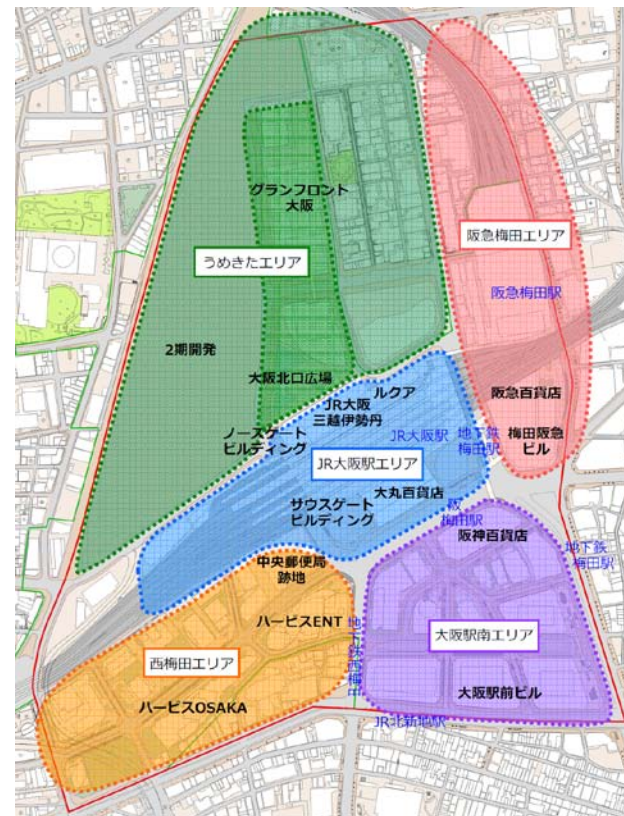 グランフロント
大阪
阪急梅田エリア
うめきたエリア
阪急梅田駅
2期開発
大阪北口広場
ルクア
阪急百貨店
JR大阪
三越伊勢丹
ノースゲート
ビルディング
JR大阪駅
地下鉄
梅田駅
梅田阪急
ビル
JR大阪駅エリア
大丸百貨店
サウスゲート
ビルディング
阪
梅田駅
阪神百貨店
地下鉄
梅田駅
中央郵便局
跡地
ハービスENT
大阪駅南エリア
西梅田エリア
ハービスOSAKA
大阪駅前ビル
JR北新地駅